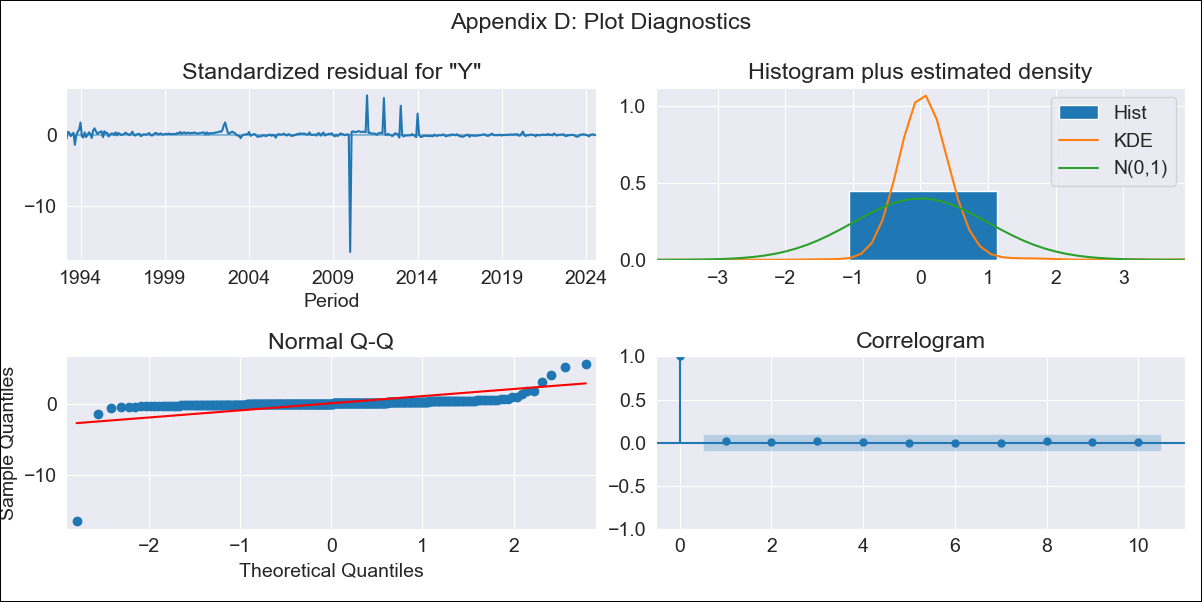 Appendix D: Plot Diagnostics
Standardized residual for "Y"
0
−10
1994 1999 2004 2009 2014 2019 2024
Period
Histogram plus estimated density
1.0
0.5
0.0
−3 −2 −1 0 1 2 3
Hist
KDE
N(0,1)
Normal Q-Q
Sample Quantiles
0
−10
−2 −1 0 1 2
Theoretical Quantiles
Correlogram
1.0
0.5
0.0
−0.5
−1.0
0 2 4 6 8 10